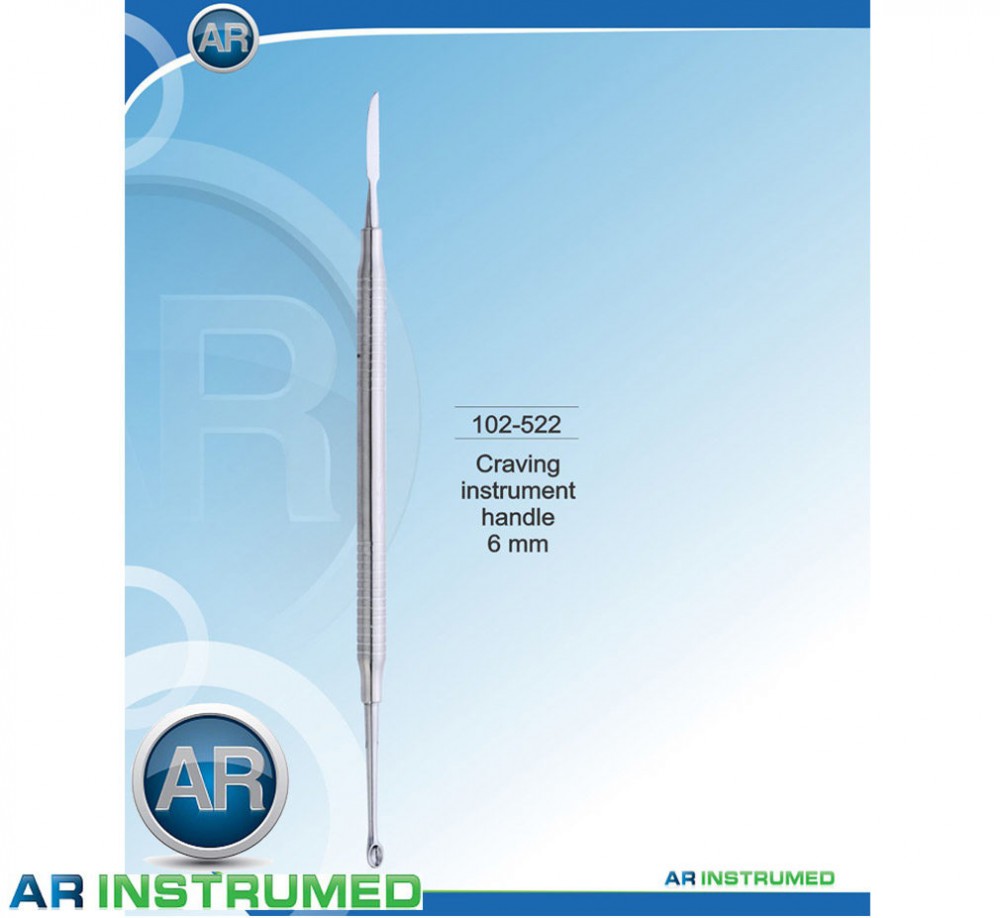 AR
R
102-522
Craving
instrument
handle
6 mm
AR
AR INSTRUMED
AR INSTRUMED